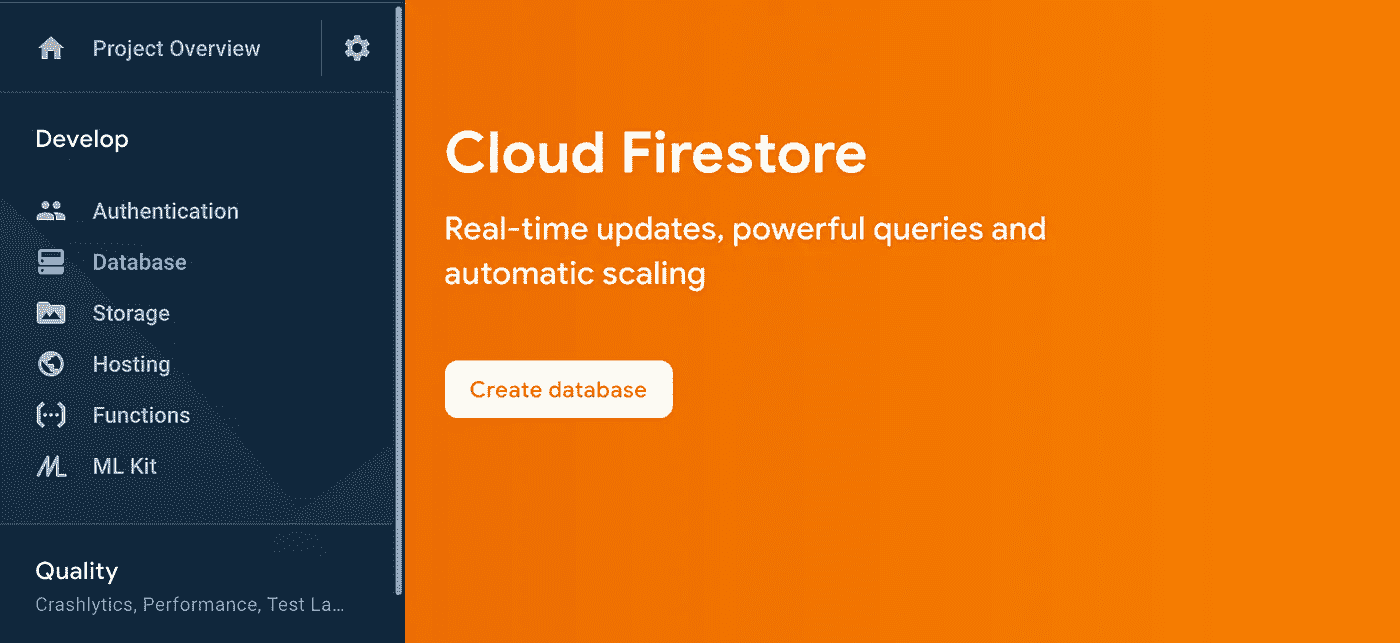 Project Overview
Develop
Authentication
Database
Storage
Hosting
Functions
ML Kit
Quality
Crashlytics, Performance, Test La...
Cloud Firestore
Real-time updates, powerful queries and
automatic scaling
Create database